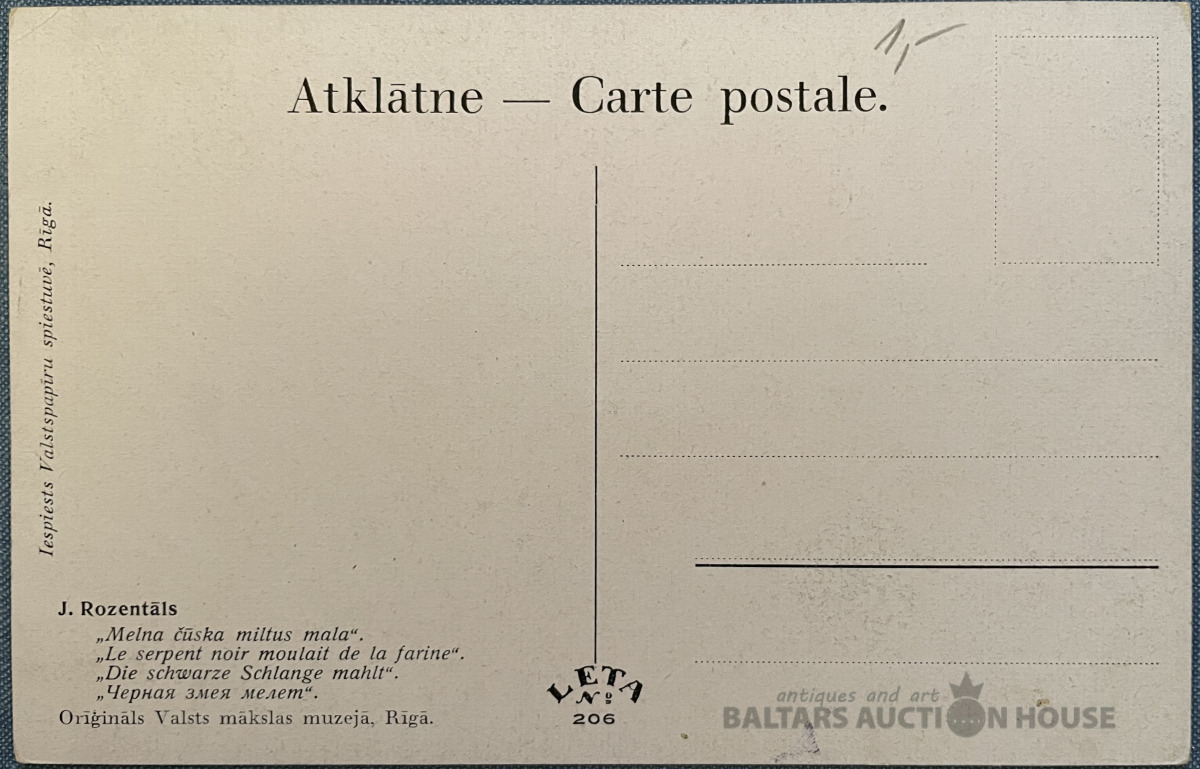 1,-
Atklātne — Carte postale.
Iespiests Valstspapīru spiestuvē, Rīgā.
J. Rozentāls
„Melna čūska miltus mala“.
„Le serpent noir moulait de la farine“.
„Die schwarze Schlange mahlt“.
„Черная змея мелет“.
Oriģināls Valsts mākslas muzejā, Rīgā.
LETA
№
206
antiques and art
BALTARS AUCTION HOUSE